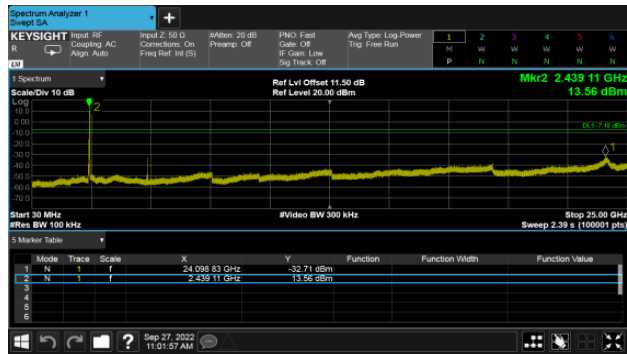 Spectrum Analyzer 1
Swept SA
+
KEYSIGHT Input: RF Input Z: 50 Ω #Atten: 20 dB PNO: Fast Avg Type: Log-Power 1 2 3 4 5 6
R Coupling: AC Corrections: On Preamp: Off Gate: Off Trig: Free Run M W W W W W
Align: Auto Freq Ref: Int (S) IF Gain: Low
LXI Sig Track: Off P N N N N N
1 Spectrum Ref Lvl Offset 11.50 dB Mkr2 2.439 11 GHz
Scale/Div 10 dB Ref Level 20.00 dBm 13.56 dBm
Log
10.0 2
0.00
DL1 -7.10 dBm
-10.0
-20.0
-30.0 1
-40.0
-50.0
-60.0
-70.0
Start 30 MHz #Video BW 300 kHz Stop 25.00 GHz
#Res BW 100 kHz Sweep 2.39 s (100001 pts)
5 Marker Table
Mode Trace Scale X Y Function Function Width Function Value
1 N 1 f 24.098 83 GHz -32.71 dBm
2 N 1 f 2.439 11 GHz 13.56 dBm
3
4
5
6
? Sep 27, 2022
11:01:57 AM